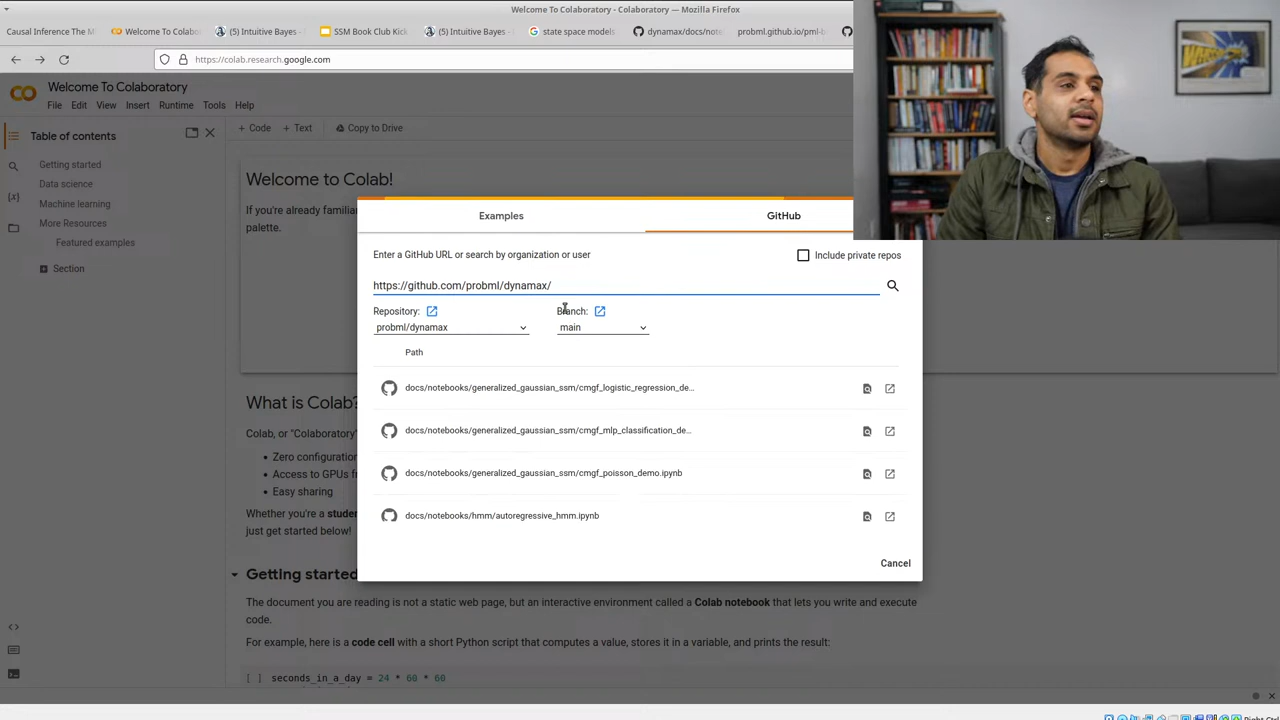 Welcome To Colaboratory - Colaboratory — Mozilla Firefox
Causal Inference The M
Welcome To Colabo
(5) Intuitive Bayes -
SSM Book Club Kick
(5) Intuitive Bayes -
state space models
dynamax/docs/note
probml.github.io/pml-b
https://colab.research.google.com
Welcome To Colaboratory
File Edit View Insert Runtime Tools Help
Table of contents
+ Code + Text Copy to Drive
Getting started
Data science
Machine learning
More Resources
Featured examples
Section
Welcome to Colab!
If you're already familia
palette.
Examples
GitHub
Enter a GitHub URL or search by organization or user
Include private repos
https://github.com/probml/dynamax/
Repository:
Branch:
probml/dynamax
main
Path
docs/notebooks/generalized_gaussian_ssm/cmgf_logistic_regression_de...
docs/notebooks/generalized_gaussian_ssm/cmgf_mlp_classification_de...
docs/notebooks/generalized_gaussian_ssm/cmgf_poisson_demo.ipynb
docs/notebooks/hmm/autoregressive_hmm.ipynb
Cancel
What is Colab?
Colab, or "Colaboratory"
Zero configuration
Access to GPUs fr
Easy sharing
Whether you're a stude
just get started below!
Getting started
The document you are reading is not a static web page, but an interactive environment called a Colab notebook that lets you write and execute
code.
For example, here is a code cell with a short Python script that computes a value, stores it in a variable, and prints the result:
[ ] seconds_in_a_day = 24 * 60 * 60